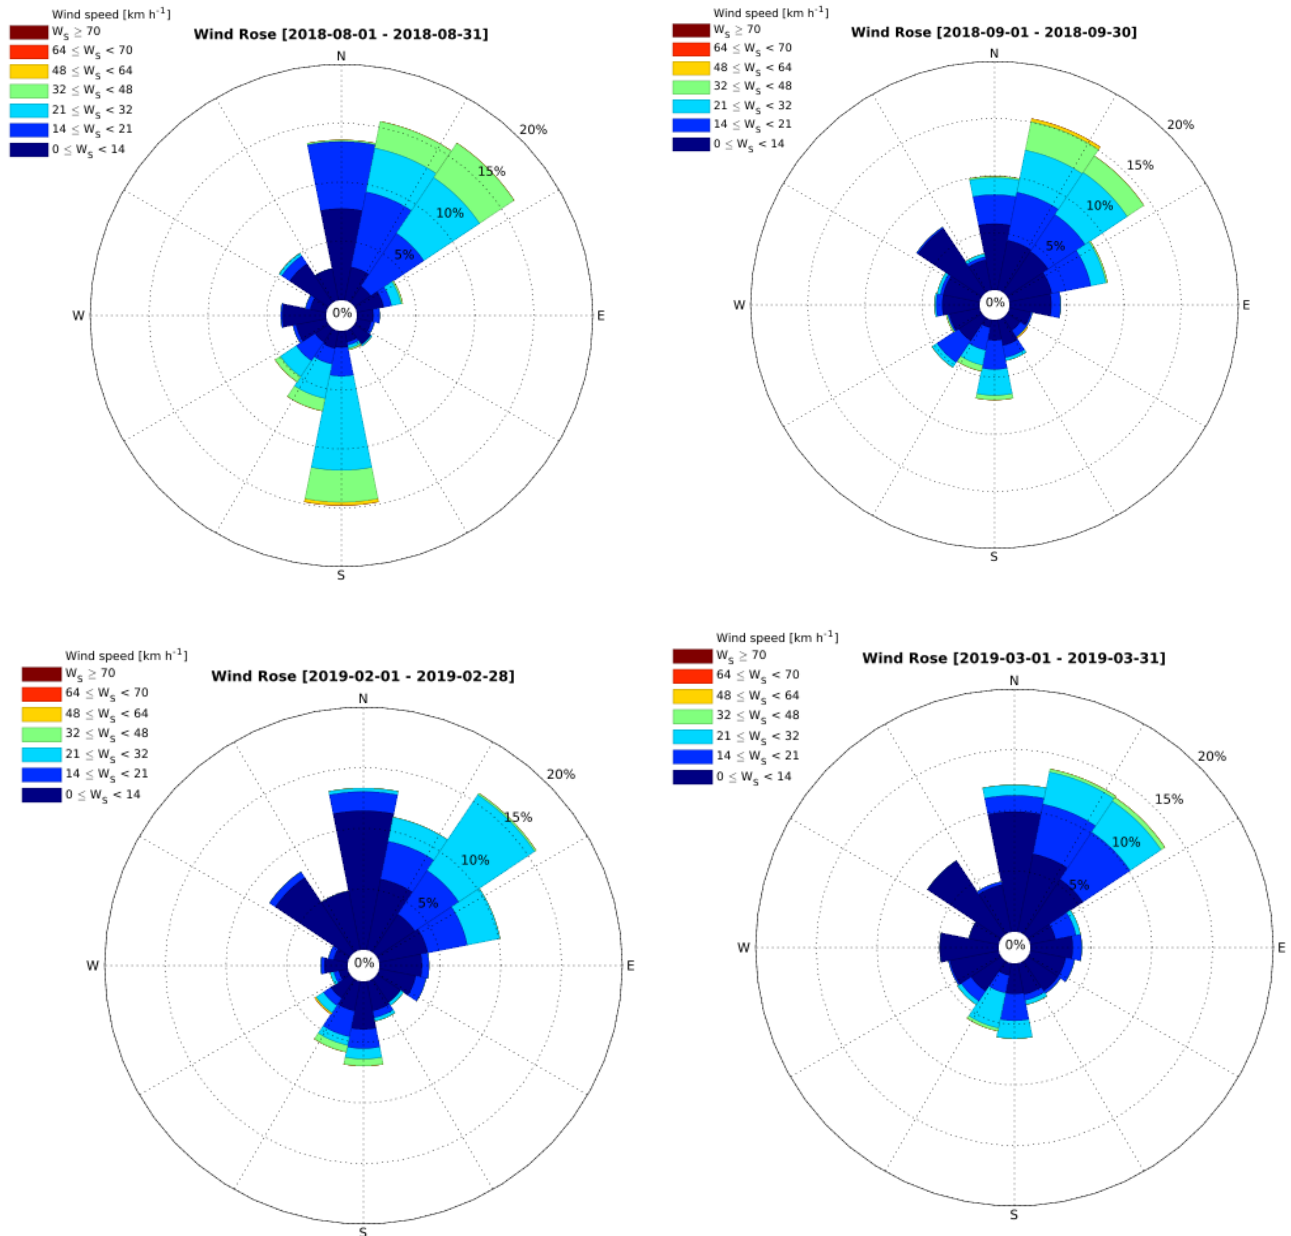 Wind speed [km h⁻¹]
Wₛ ≥ 70
64 ≤ Wₛ < 70
48 ≤ Wₛ < 64
32 ≤ Wₛ < 48
21 ≤ Wₛ < 32
14 ≤ Wₛ < 21
0 ≤ Wₛ < 14
Wind Rose [2018-08-01 - 2018-08-31]
N
20%
15%
10%
5%
0%
W
E
S
Wind speed [km h⁻¹]
Wₛ ≥ 70
64 ≤ Wₛ < 70
48 ≤ Wₛ < 64
32 ≤ Wₛ < 48
21 ≤ Wₛ < 32
14 ≤ Wₛ < 21
0 ≤ Wₛ < 14
Wind Rose [2018-09-01 - 2018-09-30]
N
20%
15%
10%
5%
0%
W
E
S
Wind speed [km h⁻¹]
Wₛ ≥ 70
64 ≤ Wₛ < 70
48 ≤ Wₛ < 64
32 ≤ Wₛ < 48
21 ≤ Wₛ < 32
14 ≤ Wₛ < 21
0 ≤ Wₛ < 14
Wind Rose [2019-02-01 - 2019-02-28]
N
20%
15%
10%
5%
0%
W
E
S
Wind speed [km h⁻¹]
Wₛ ≥ 70
64 ≤ Wₛ < 70
48 ≤ Wₛ < 64
32 ≤ Wₛ < 48
21 ≤ Wₛ < 32
14 ≤ Wₛ < 21
0 ≤ Wₛ < 14
Wind Rose [2019-03-01 - 2019-03-31]
N
20%
15%
10%
5%
0%
W
E
S